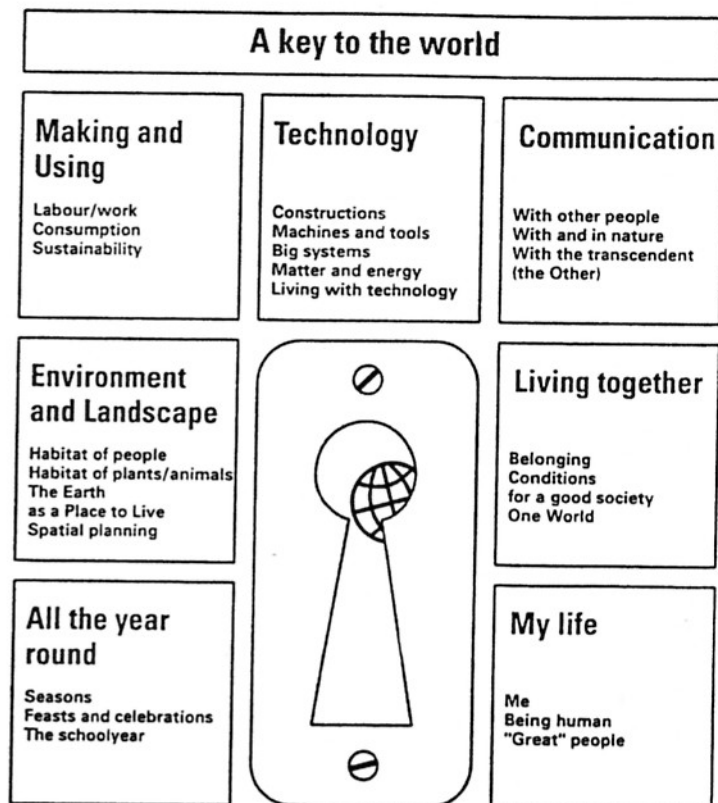 A key to the world
Making and
Using
Labour/work
Consumption
Sustainability
Technology
Constructions
Machines and tools
Big systems
Matter and energy
Living with technology
Communication
With other people
With and in nature
With the transcendent
(the Other)
Environment
and Landscape
Habitat of people
Habitat of plants/animals
The Earth
as a Place to Live
Spatial planning
Living together
Belonging
Conditions
for a good society
One World
All the year
round
Seasons
Feasts and celebrations
The schoolyear
My life
Me
Being human
"Great" people